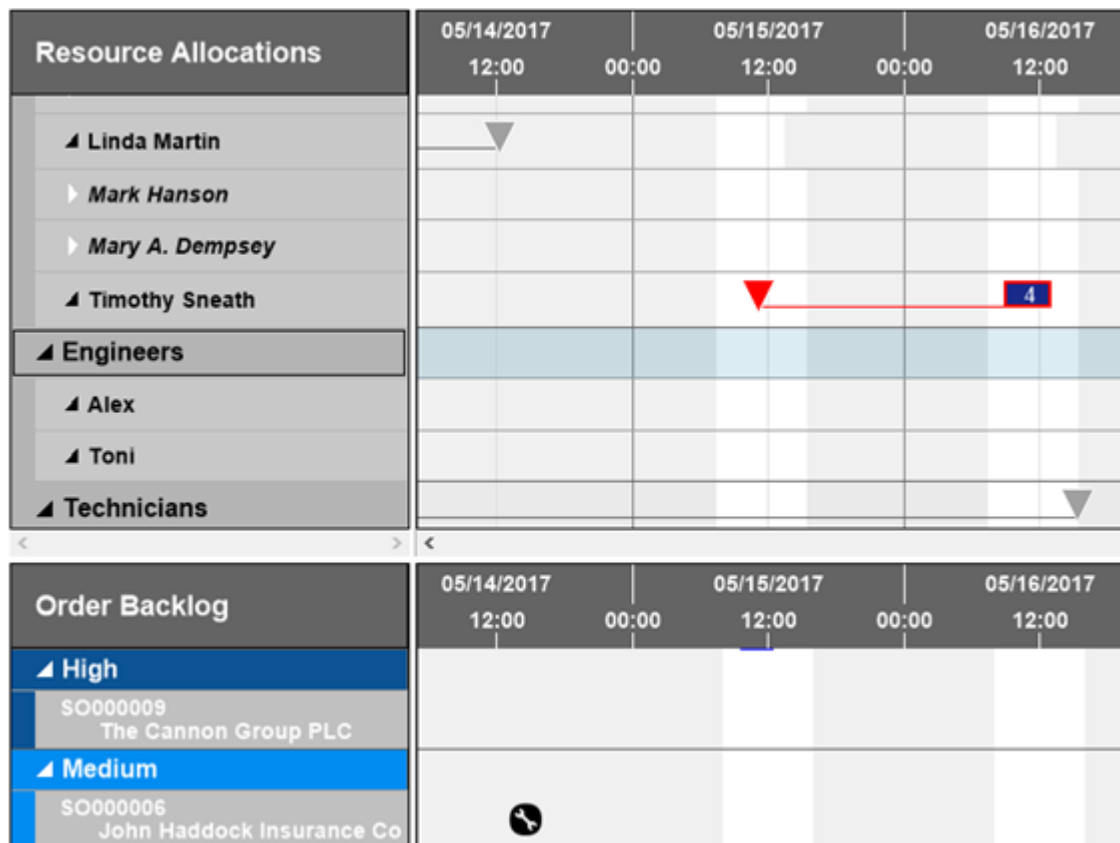 Resource Allocations
05/14/2017 05/15/2017 05/16/2017
12:00 00:00 12:00 00:00 12:00
Linda Martin
Mark Hanson
Mary A. Dempsey
Timothy Sneath
4
Engineers
Alex
Toni
Technicians
Order Backlog
05/14/2017 05/15/2017 05/16/2017
12:00 00:00 12:00 00:00 12:00
High
SO000009
The Cannon Group PLC
Medium
SO000006
John Haddock Insurance Co